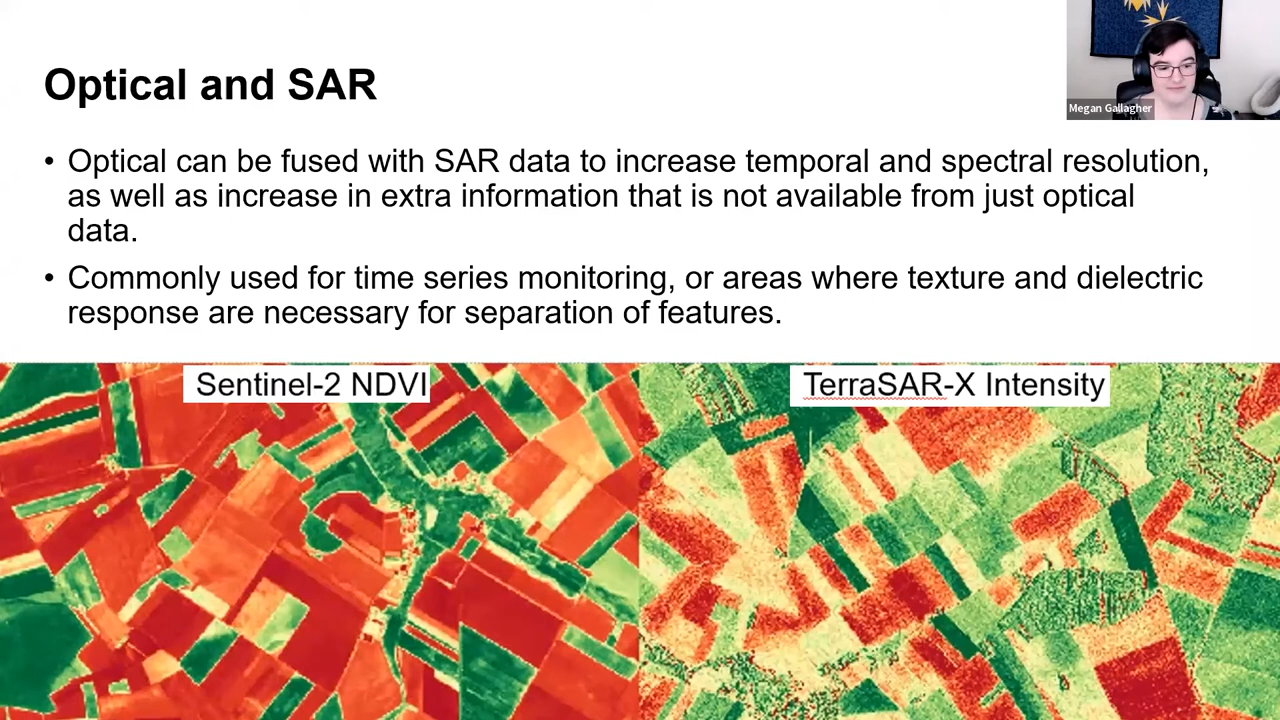 Optical and SAR
Megan Gallagher
• Optical can be fused with SAR data to increase temporal and spectral resolution,
as well as increase in extra information that is not available from just optical
data.
• Commonly used for time series monitoring, or areas where texture and dielectric
response are necessary for separation of features.
Sentinel-2 NDVI
TerraSAR-X Intensity